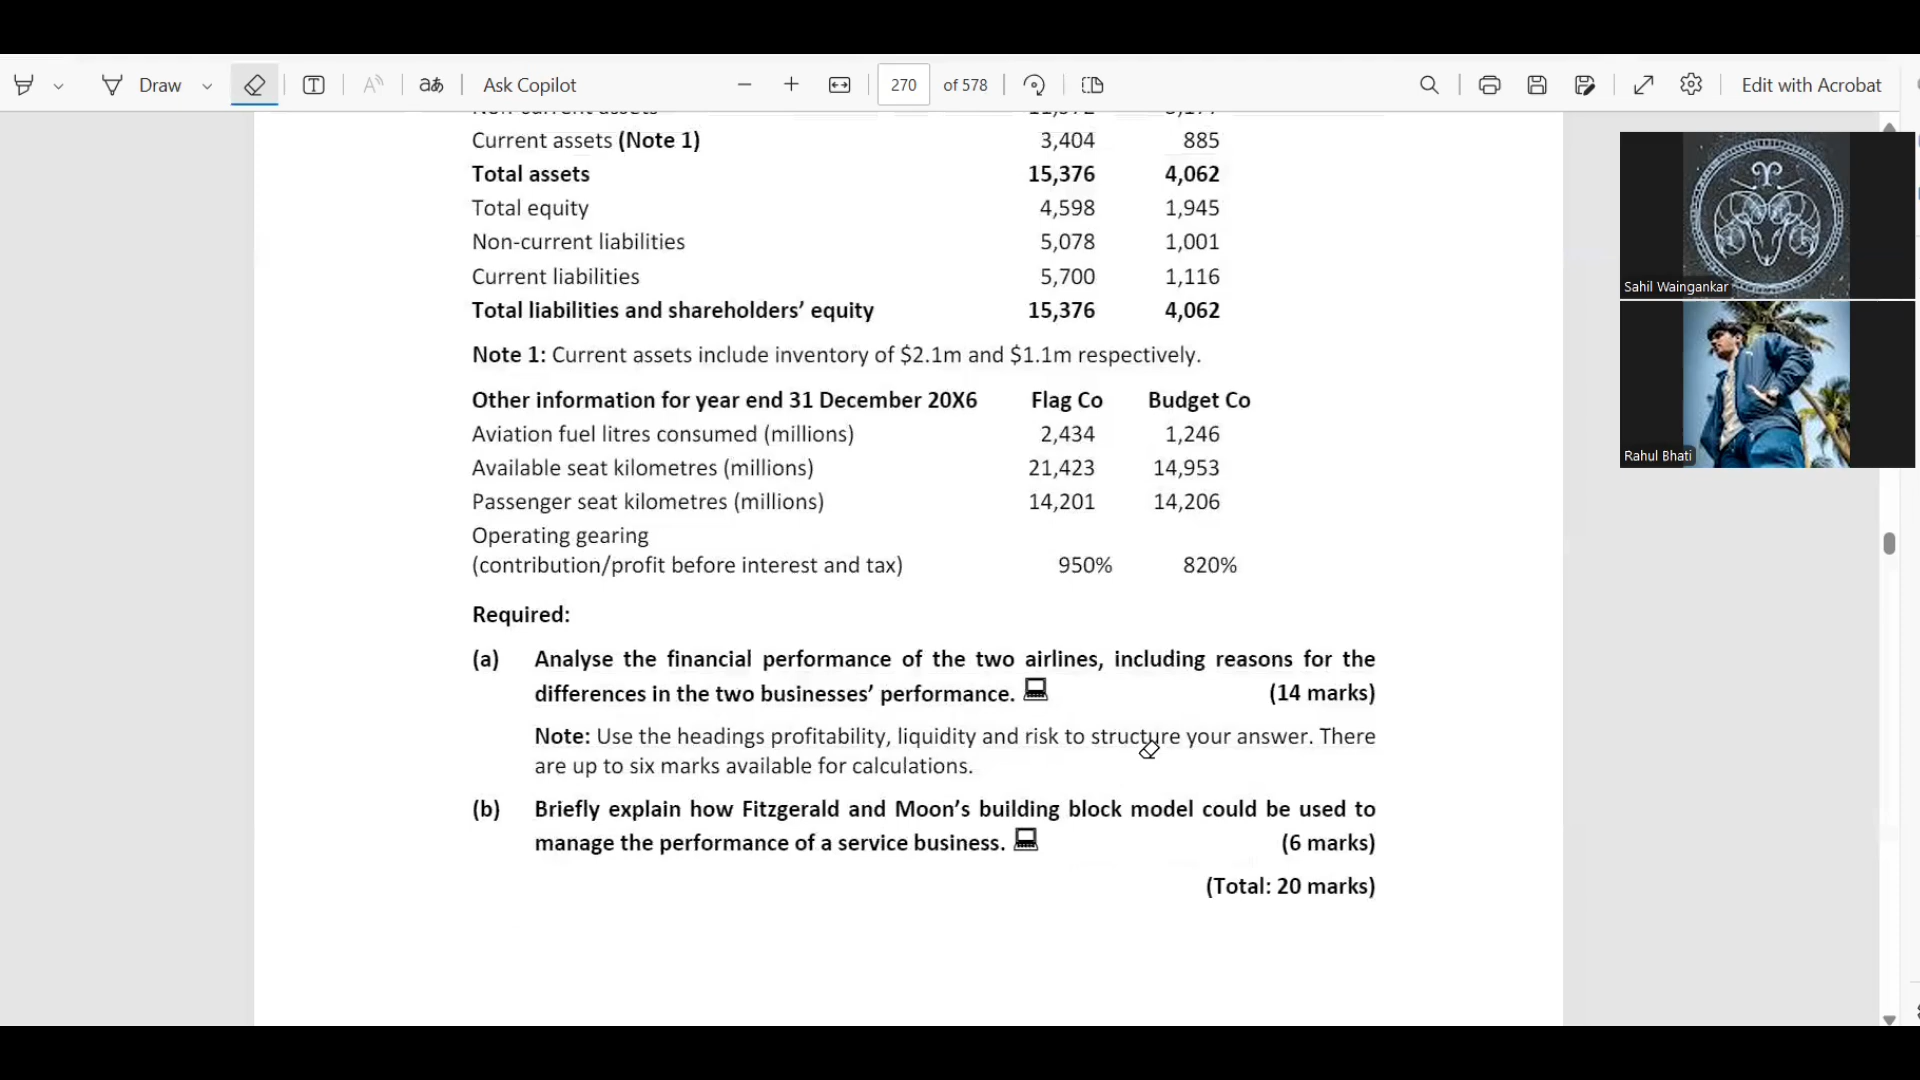 Draw
Ask Copilot
270 of 578
Edit with Acrobat
Current assets (Note 1) 3,404 885
Total assets 15,376 4,062
Total equity 4,598 1,945
Non-current liabilities 5,078 1,001
Current liabilities 5,700 1,116
Total liabilities and shareholders’ equity 15,376 4,062
Note 1: Current assets include inventory of $2.1m and $1.1m respectively.
Other information for year end 31 December 20X6 Flag Co Budget Co
Aviation fuel litres consumed (millions) 2,434 1,246
Available seat kilometres (millions) 21,423 14,953
Passenger seat kilometres (millions) 14,201 14,206
Operating gearing
(contribution/profit before interest and tax) 950% 820%
Required:
(a) Analyse the financial performance of the two airlines, including reasons for the
differences in the two businesses’ performance. (14 marks)
Note: Use the headings profitability, liquidity and risk to structure your answer. There
are up to six marks available for calculations.
(b) Briefly explain how Fitzgerald and Moon’s building block model could be used to
manage the performance of a service business. (6 marks)
(Total: 20 marks)
Sahil Waingankar
Rahul Bhati